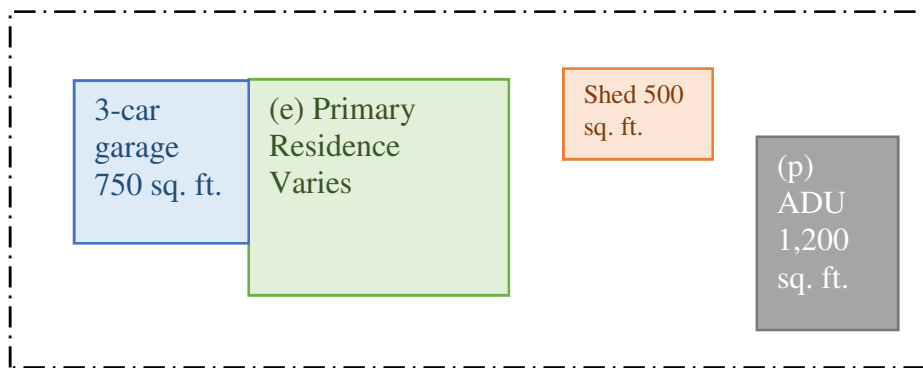 3-car
garage
750 sq. ft.
(e) Primary
Residence
Varies
Shed 500
sq. ft.
(p)
ADU
1,200
sq. ft.